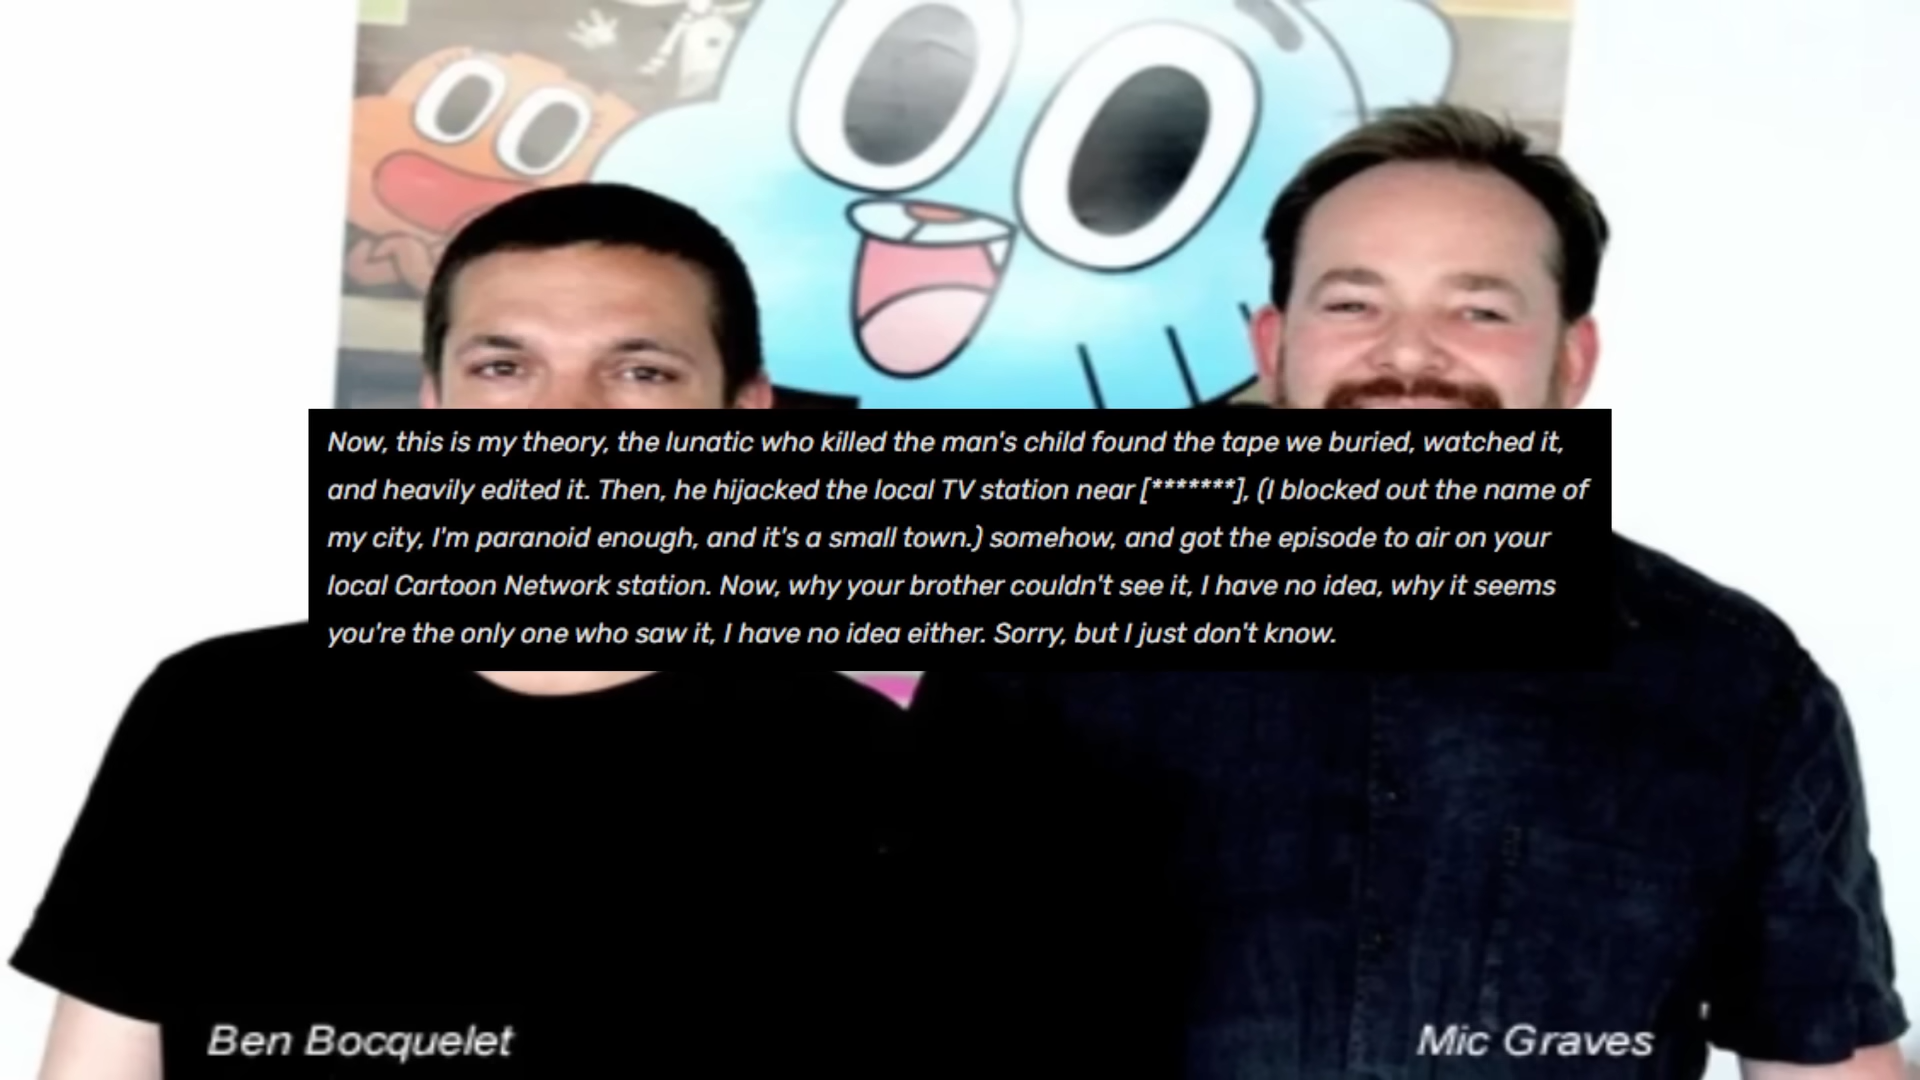 Now, this is my theory, the lunatic who killed the man's child found the tape we buried, watched it,
and heavily edited it. Then, he hijacked the local TV station near [*******], (I blocked out the name of
my city, I'm paranoid enough, and it's a small town.) somehow, and got the episode to air on your
local Cartoon Network station. Now, why your brother couldn't see it, I have no idea, why it seems
you're the only one who saw it, I have no idea either. Sorry, but I just don't know.
Ben Bocquelet
Mic Graves